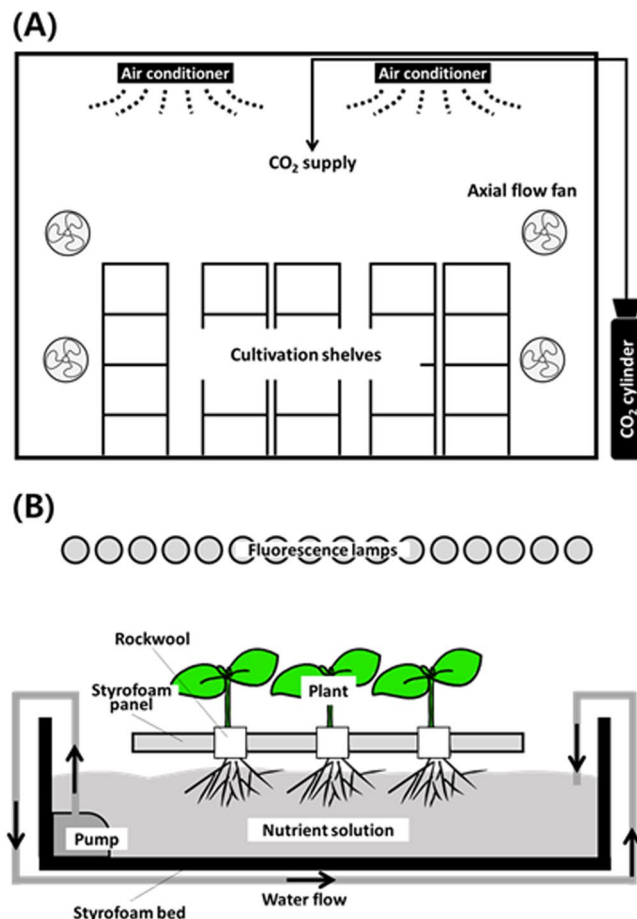 (A)
Air conditioner
Air conditioner
CO₂ supply
Axial flow fan
Cultivation shelves
CO₂ cylinder
(B)
Fluorescence lamps
Rockwool
Styrofoam
panel
Plant
Nutrient solution
Pump
Water flow
Styrofoam bed